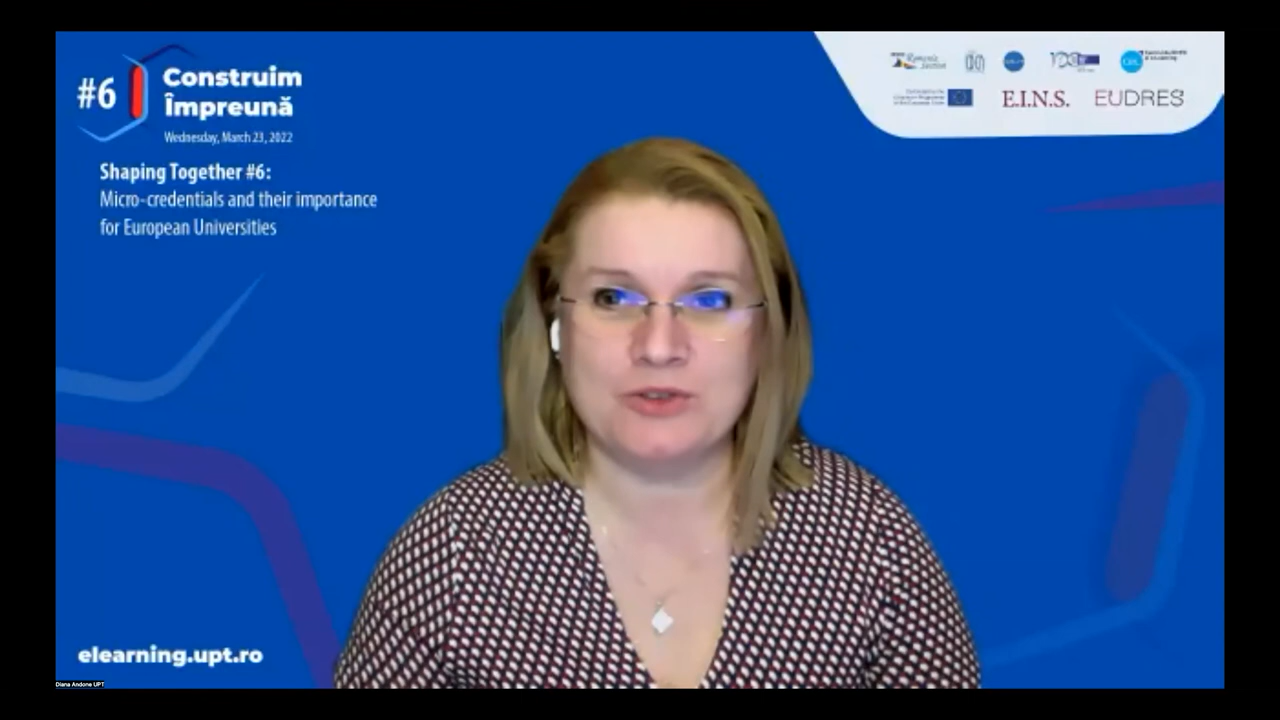 #6
Construim
Împreună
Wednesday, March 23, 2022
Shaping Together #6:
Micro-credentials and their importance
for European Universities
E.I.N.S.
EUDRES
elearning.upt.ro
Diana Andone UPT